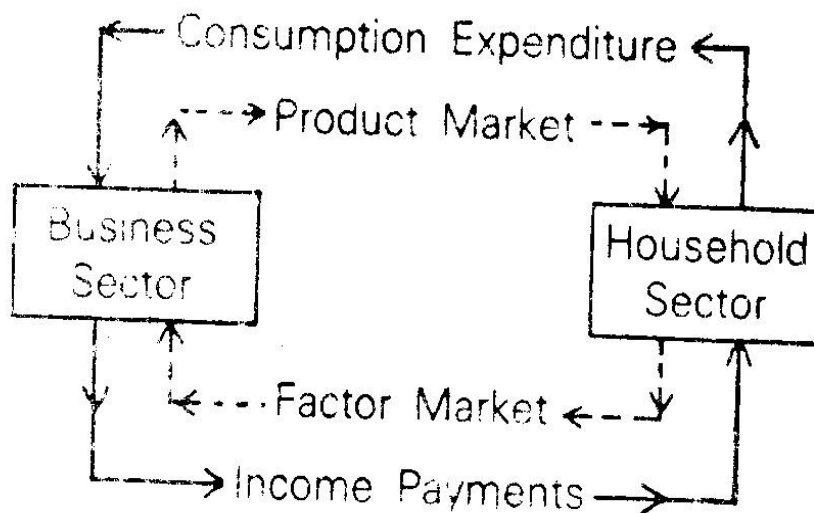 Consumption Expenditure
Product Market
Business
Sector
Household
Sector
Factor Market
Income Payments